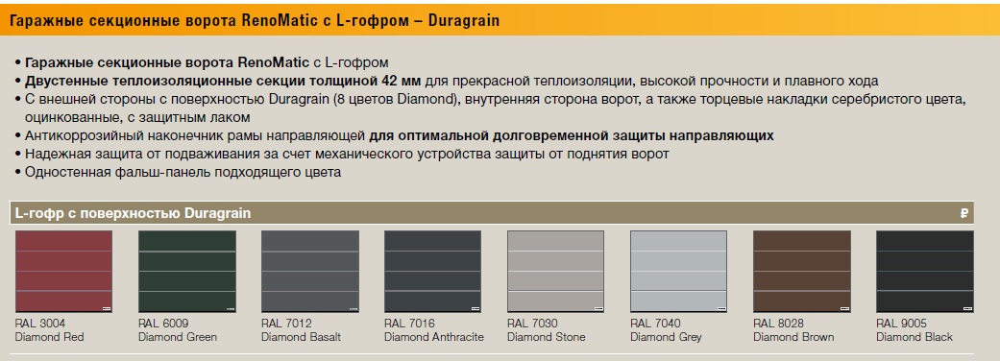 Гаражные секционные ворота RenoMatic с L-гофром – Duragrain
• Гаражные секционные ворота RenoMatic с L-гофром
• Двустенные теплоизоляционные секции толщиной 42 мм для прекрасной теплоизоляции, высокой прочности и плавного хода
• С внешней стороны с поверхностью Duragrain (8 цветов Diamond), внутренняя сторона ворот, а также торцевые накладки серебристого цвета,
оцинкованные, с защитным лаком
• Антикоррозийный наконечник рамы направляющей для оптимальной долговременной защиты направляющих
• Надежная защита от подваживания за счет механического устройства защиты от поднятия ворот
• Одностенная фальш-панель подходящего цвета
L-гофр с поверхностью Duragrain ₽
RAL 3004 RAL 6009 RAL 7012 RAL 7016 RAL 7030 RAL 7040 RAL 8028 RAL 9005
Diamond Red Diamond Green Diamond Basalt Diamond Anthracite Diamond Stone Diamond Grey Diamond Brown Diamond Black